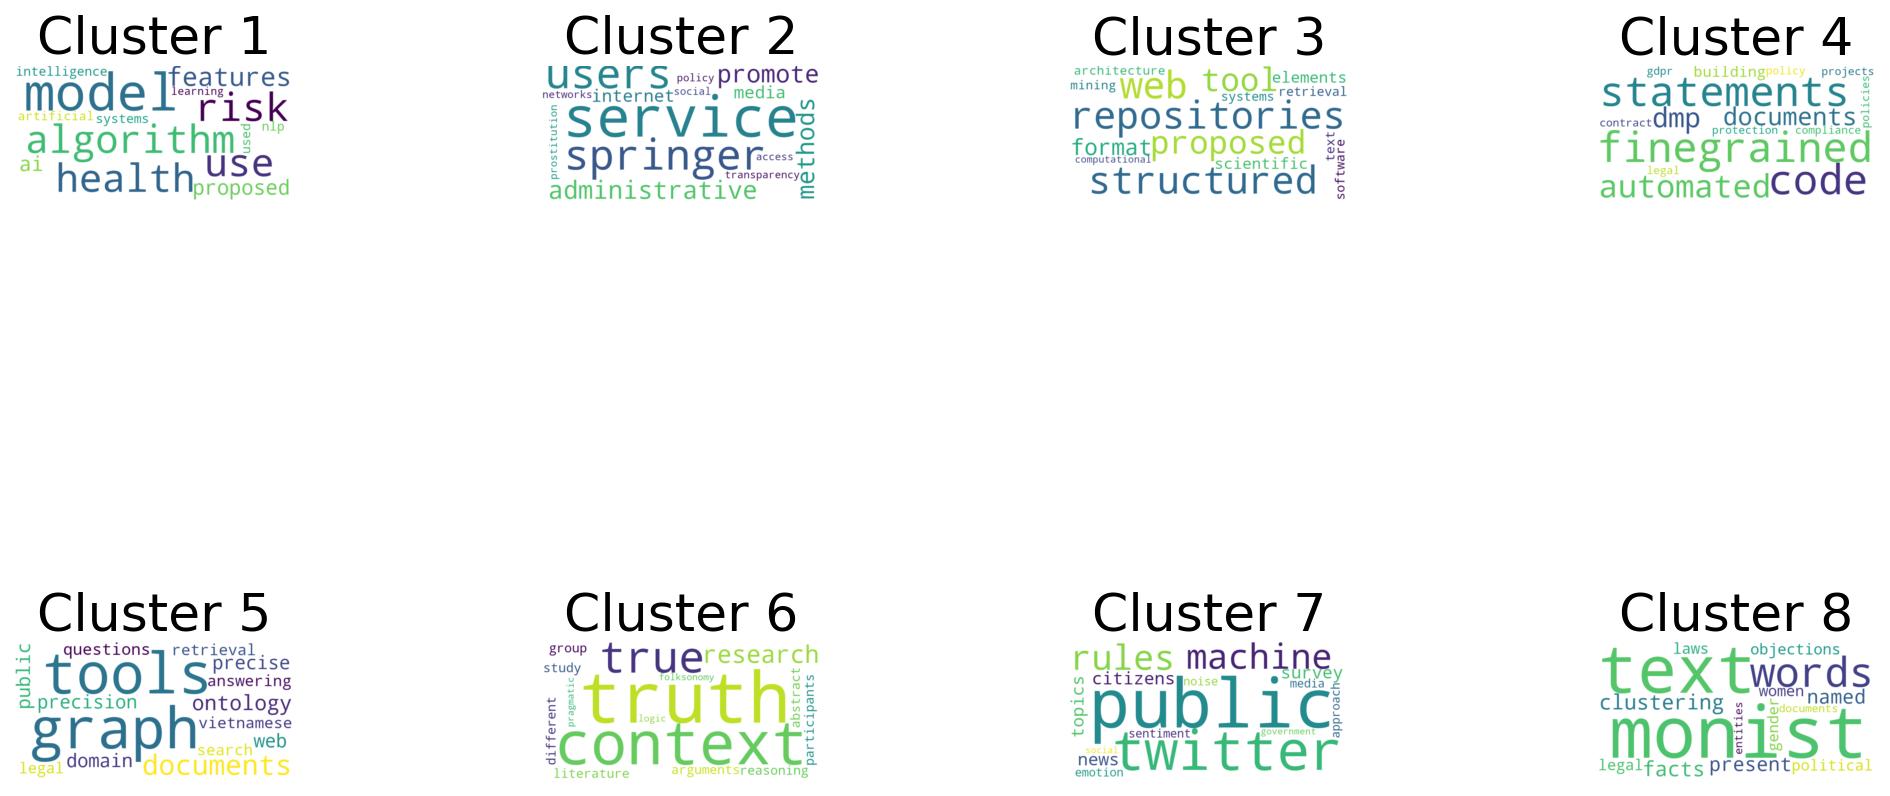 Cluster 1
intelligence
model features
learning
risk
artificial systems
algorithm used nlp
ai use
health proposed
Cluster 2
users policy promote
networks internet social media
prostitution service methods
springer access
transparency
administrative
Cluster 3
architecture
mining web tool elements
systems retrieval
repositories
format proposed text
computational scientific software
structured
Cluster 4
gdpr building policy projects
statements policies
contract dmp documents
protection compliance
finegrained
legal
automated code
Cluster 5
public questions retrieval
tools precise
answering
precision ontology
graph vietnamese
search web
legal domain documents
Cluster 6
group true research
study folksonomy
pragmatic truth abstract participants
different logic
context
literature arguments reasoning
Cluster 7
rules machine
citizens noise survey
topics public media approach
sentiment government
social twitter
news
emotion
Cluster 8
laws objections
text words
women named
clustering documents
entities gender
monist
legal facts present political